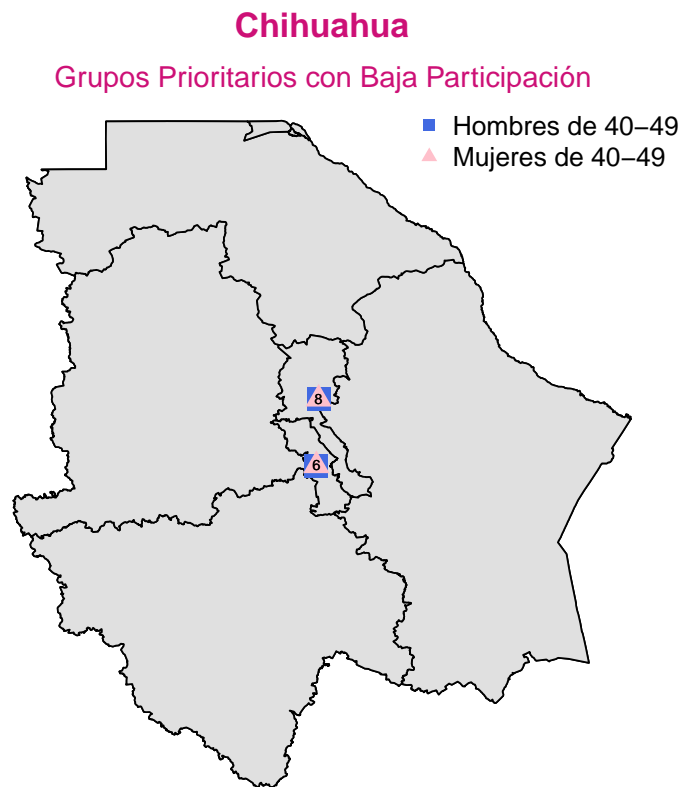 Chihuahua
Grupos Prioritarios con Baja Participación
Hombres de 40−49
Mujeres de 40−49
8
6